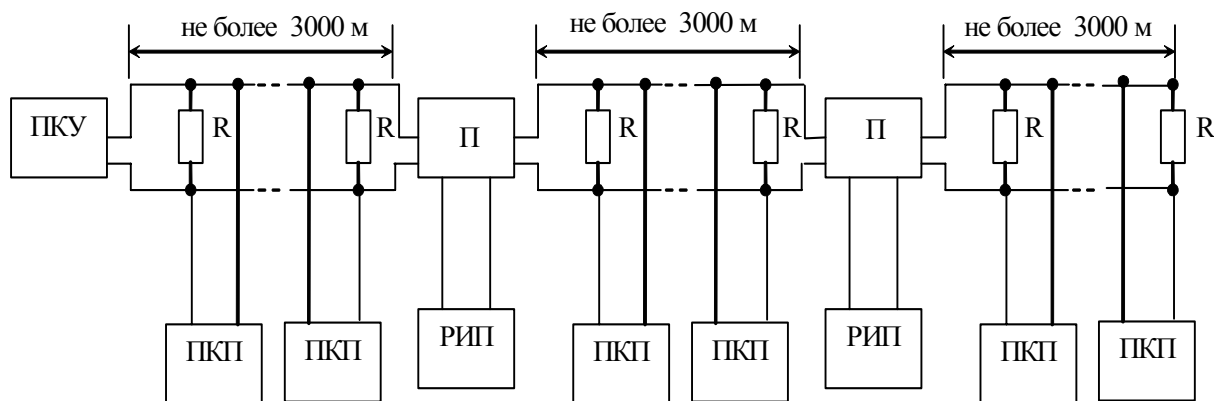 не более 3000 м
не более 3000 м
не более 3000 м
ПКУ
R
R
П
R
R
П
R
R
ПКП
ПКП
РИП
ПКП
ПКП
РИП
ПКП
ПКП